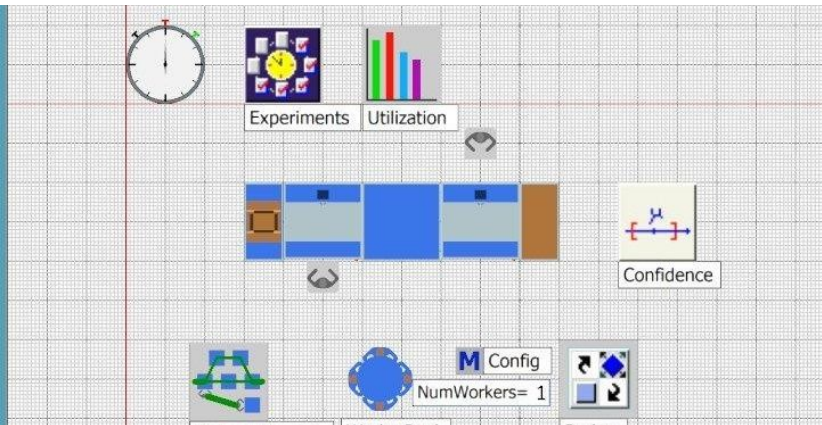 Experiments
Utilization
Confidence
M Config
NumWorkers= 1